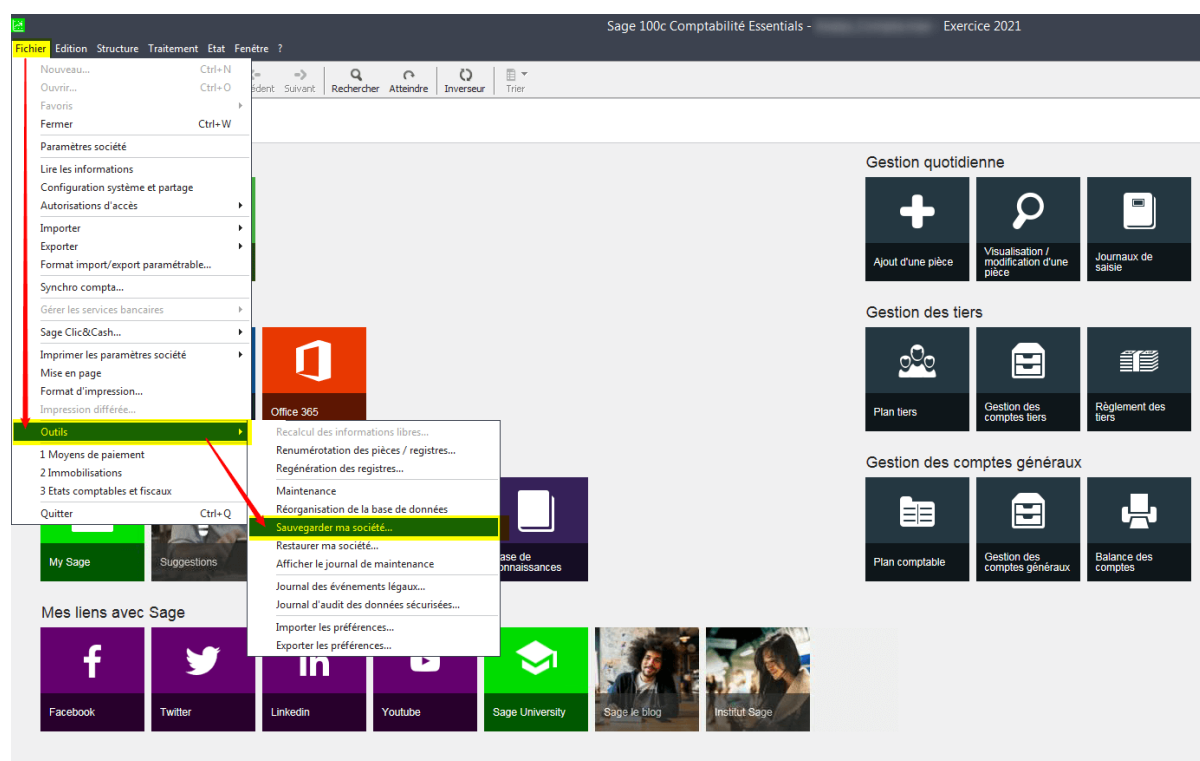 Sage 100c Comptabilité Essentials - Exercice 2021
Fichier Edition Structure Traitement Etat Fenêtre ?
Nouveau... Ctrl+N
Ouvrir... Ctrl+O
Favoris
Fermer Ctrl+W
Paramètres société
Lire les informations
Configuration système et partage
Autorisations d'accès
Importer
Exporter
Format import/export paramétrable...
Synchro compta...
Gérer les services bancaires
Sage Clic&Cash...
Imprimer les paramètres société
Mise en page
Format d'impression...
Impression différée...
Outils
1 Moyens de paiement
2 Immobilisations
3 Etats comptables et fiscaux
Quitter Ctrl+Q
édent Suivant Rechercher Atteindre Inverseur Trier
Recalcul des informations libres...
Renumérotation des pièces / registres...
Regénération des registres...
Maintenance
Réorganisation de la base de données
Sauvegarder ma société...
Restaurer ma société...
Afficher le journal de maintenance
Journal des événements légaux...
Journal d'audit des données sécurisées...
Importer les préférences...
Exporter les préférences...
Office 365
My Sage
Suggestions
ase de
onnaissances
Gestion quotidienne
Ajout d'une pièce
Visualisation /
modification d'une
pièce
Journaux de
saisie
Gestion des tiers
Plan tiers
Gestion des
comptes tiers
Règlement des
tiers
Gestion des comptes généraux
Plan comptable
Gestion des
comptes généraux
Balance des
comptes
Mes liens avec Sage
Facebook
Twitter
Linkedin
Youtube
Sage University
Sage le blog
Institut Sage